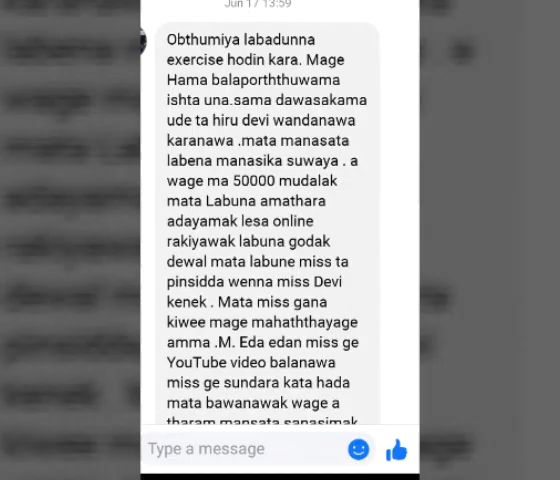 Jun 17 13:59
Obthumiya labadunna
exercise hodin kara. Mage
Hama balaporththuwama
ishta una.sama dawasakama
ude ta hiru devi wandanawa
karanawa .mata manasata
labena manasika suwaya . a
wage ma 50000 mudalak
mata Labuna amathara
adayamak lesa online
rakiyawak labuna godak
dewal mata labune miss ta
pinsidda wenna miss Devi
kenek . Mata miss gana
kiwee mage mahaththayage
amma .M. Eda edan miss ge
YouTube video balanawa
miss ge sundara kata hada
mata bawanawak wage a
tharam mansata sanasimak
Type a message